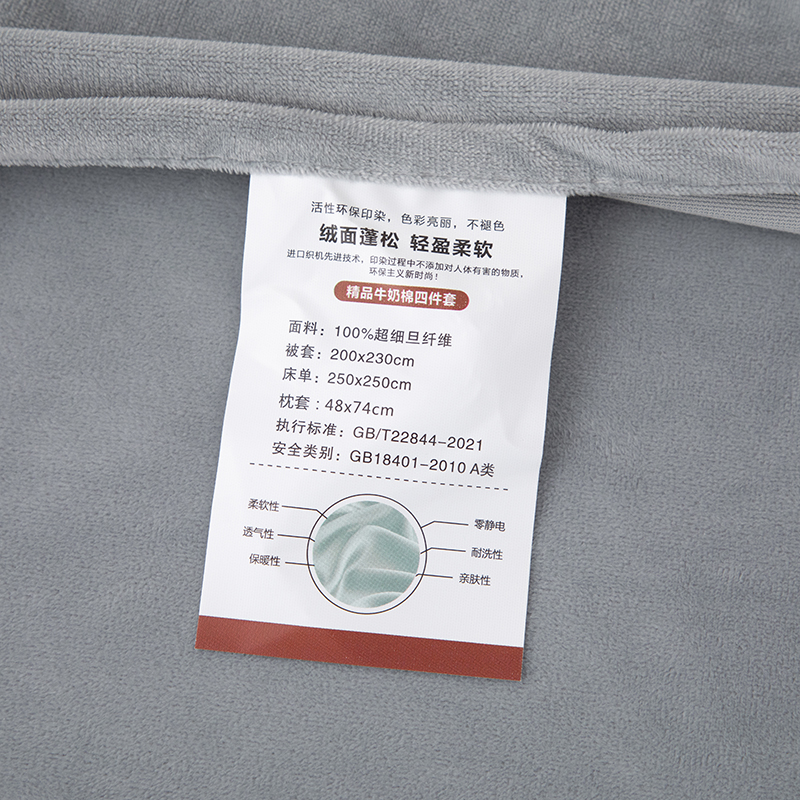 活性环保印染，色彩亮丽，不褪色
绒面蓬松 轻盈柔软
进口织机先进技术，印染过程中不添加对人体有害的物质，
环保主义新时尚！
精品牛奶棉四件套
面料：100%超细旦纤维
被套：200x230cm
床单：250x250cm
枕套：48x74cm
执行标准：GB/T22844-2021
安全类别：GB18401-2010 A类
柔软性
透气性
保暖性
零静电
耐洗性
亲肤性